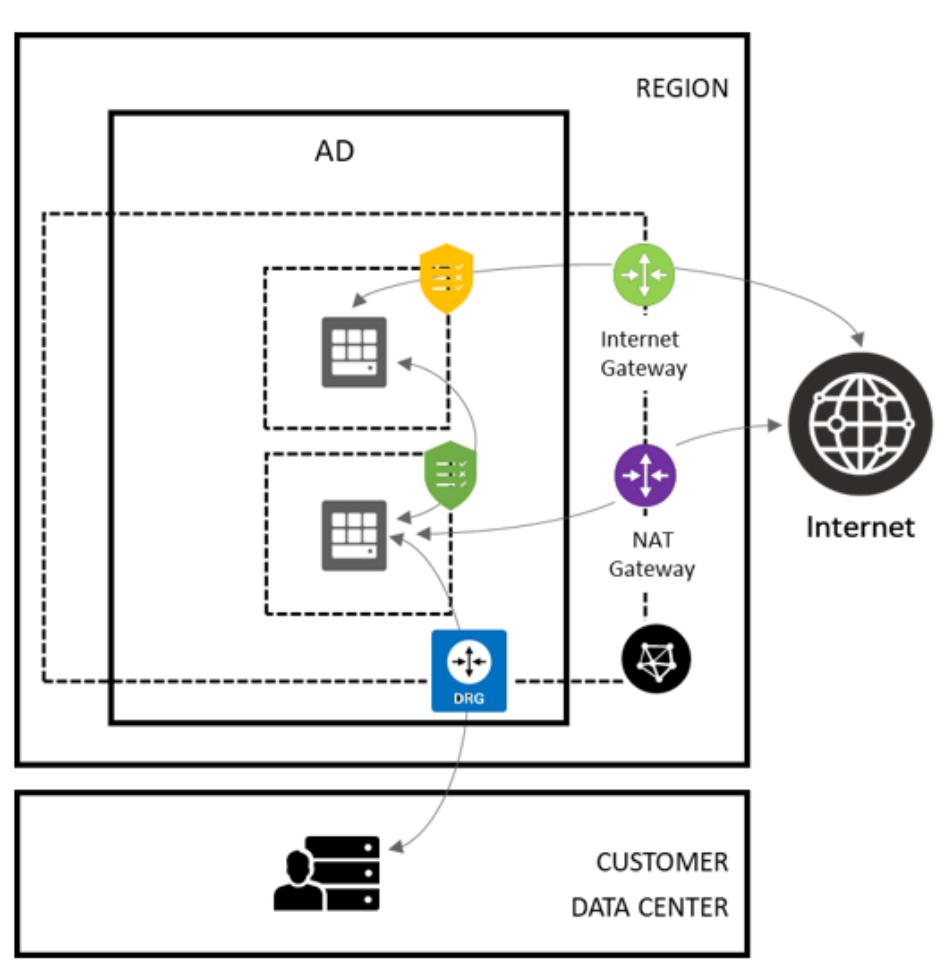 REGION
AD
Internet
Gateway
Internet
NAT
Gateway
DRG
CUSTOMER
DATA CENTER